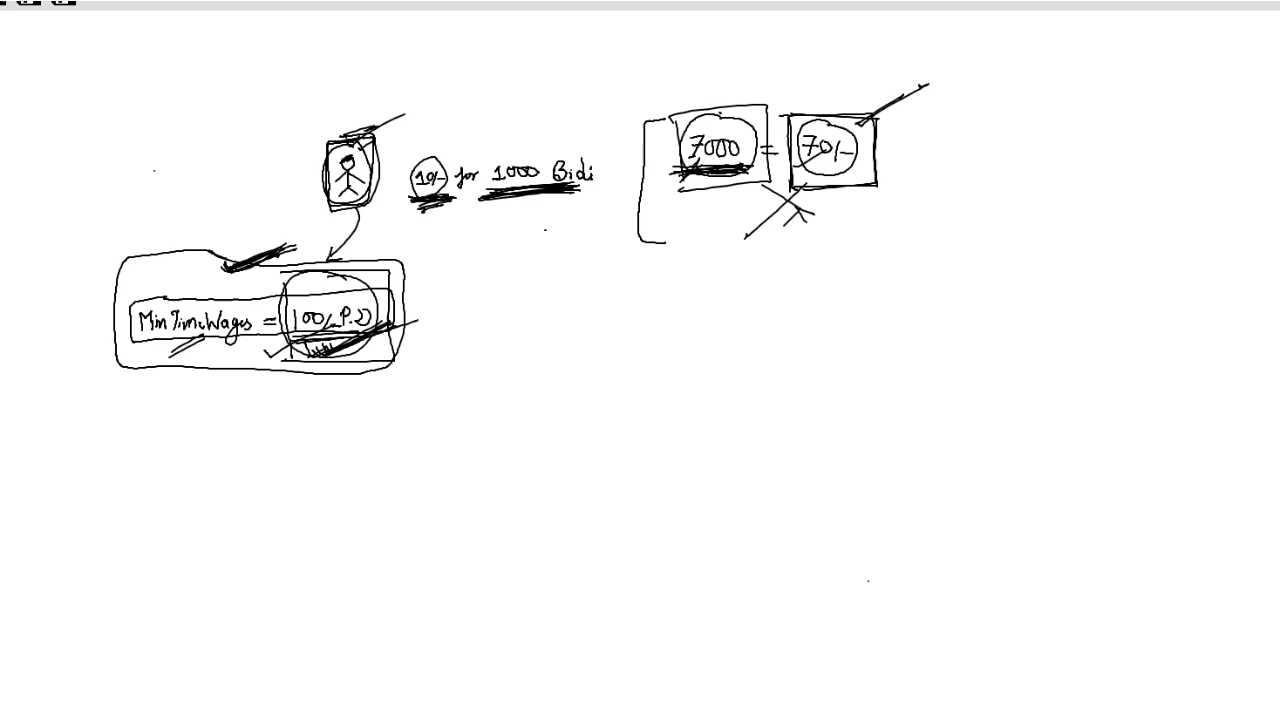 10/- for 1000 Bidi
7000 = 70/-
Min Time Wages = 100/- P.D